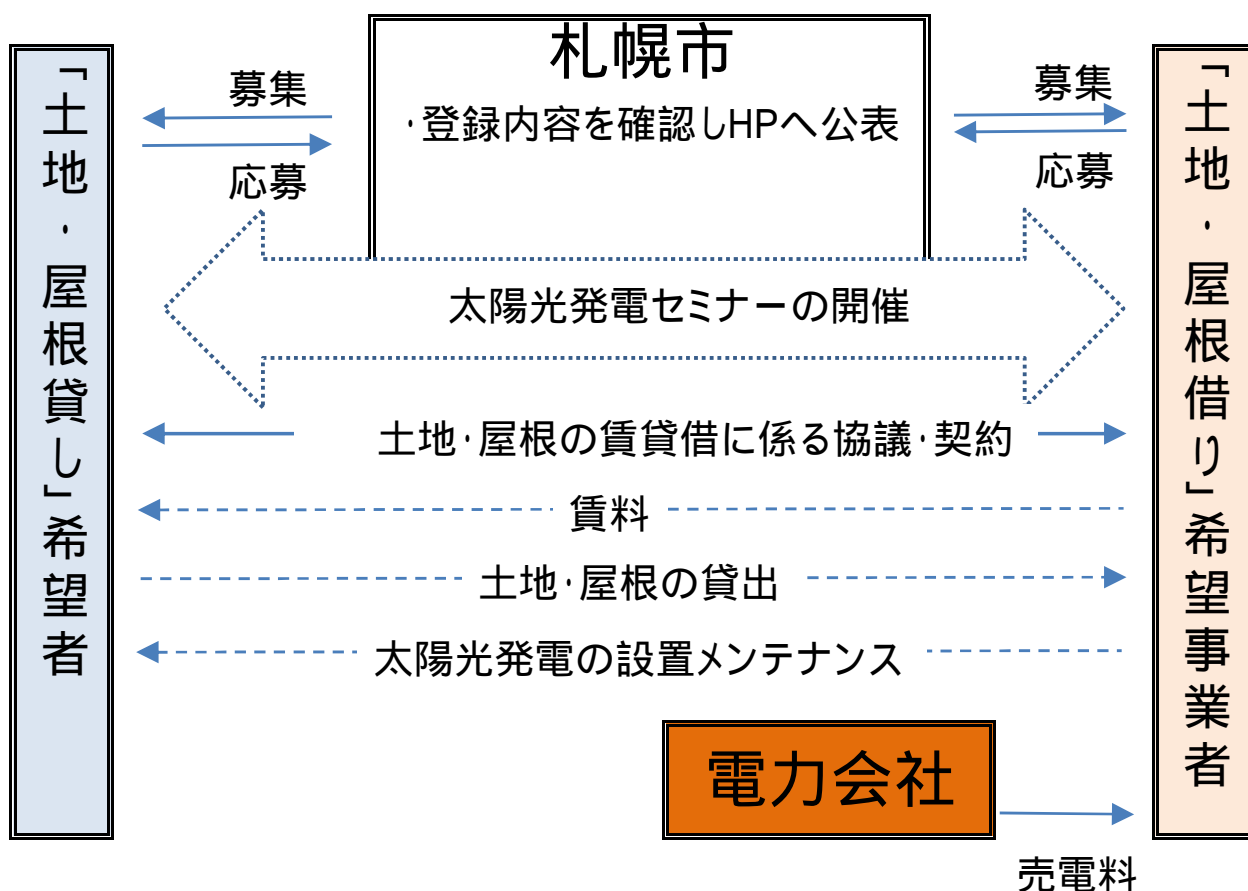 札幌市
・登録内容を確認しHPへ公表
「土地・屋根貸し」希望者
募集
応募
募集
応募
「土地・屋根借り」希望事業者
太陽光発電セミナーの開催
土地・屋根の賃貸借に係る協議・契約
賃料
土地・屋根の貸出
太陽光発電の設置メンテナンス
電力会社
売電料